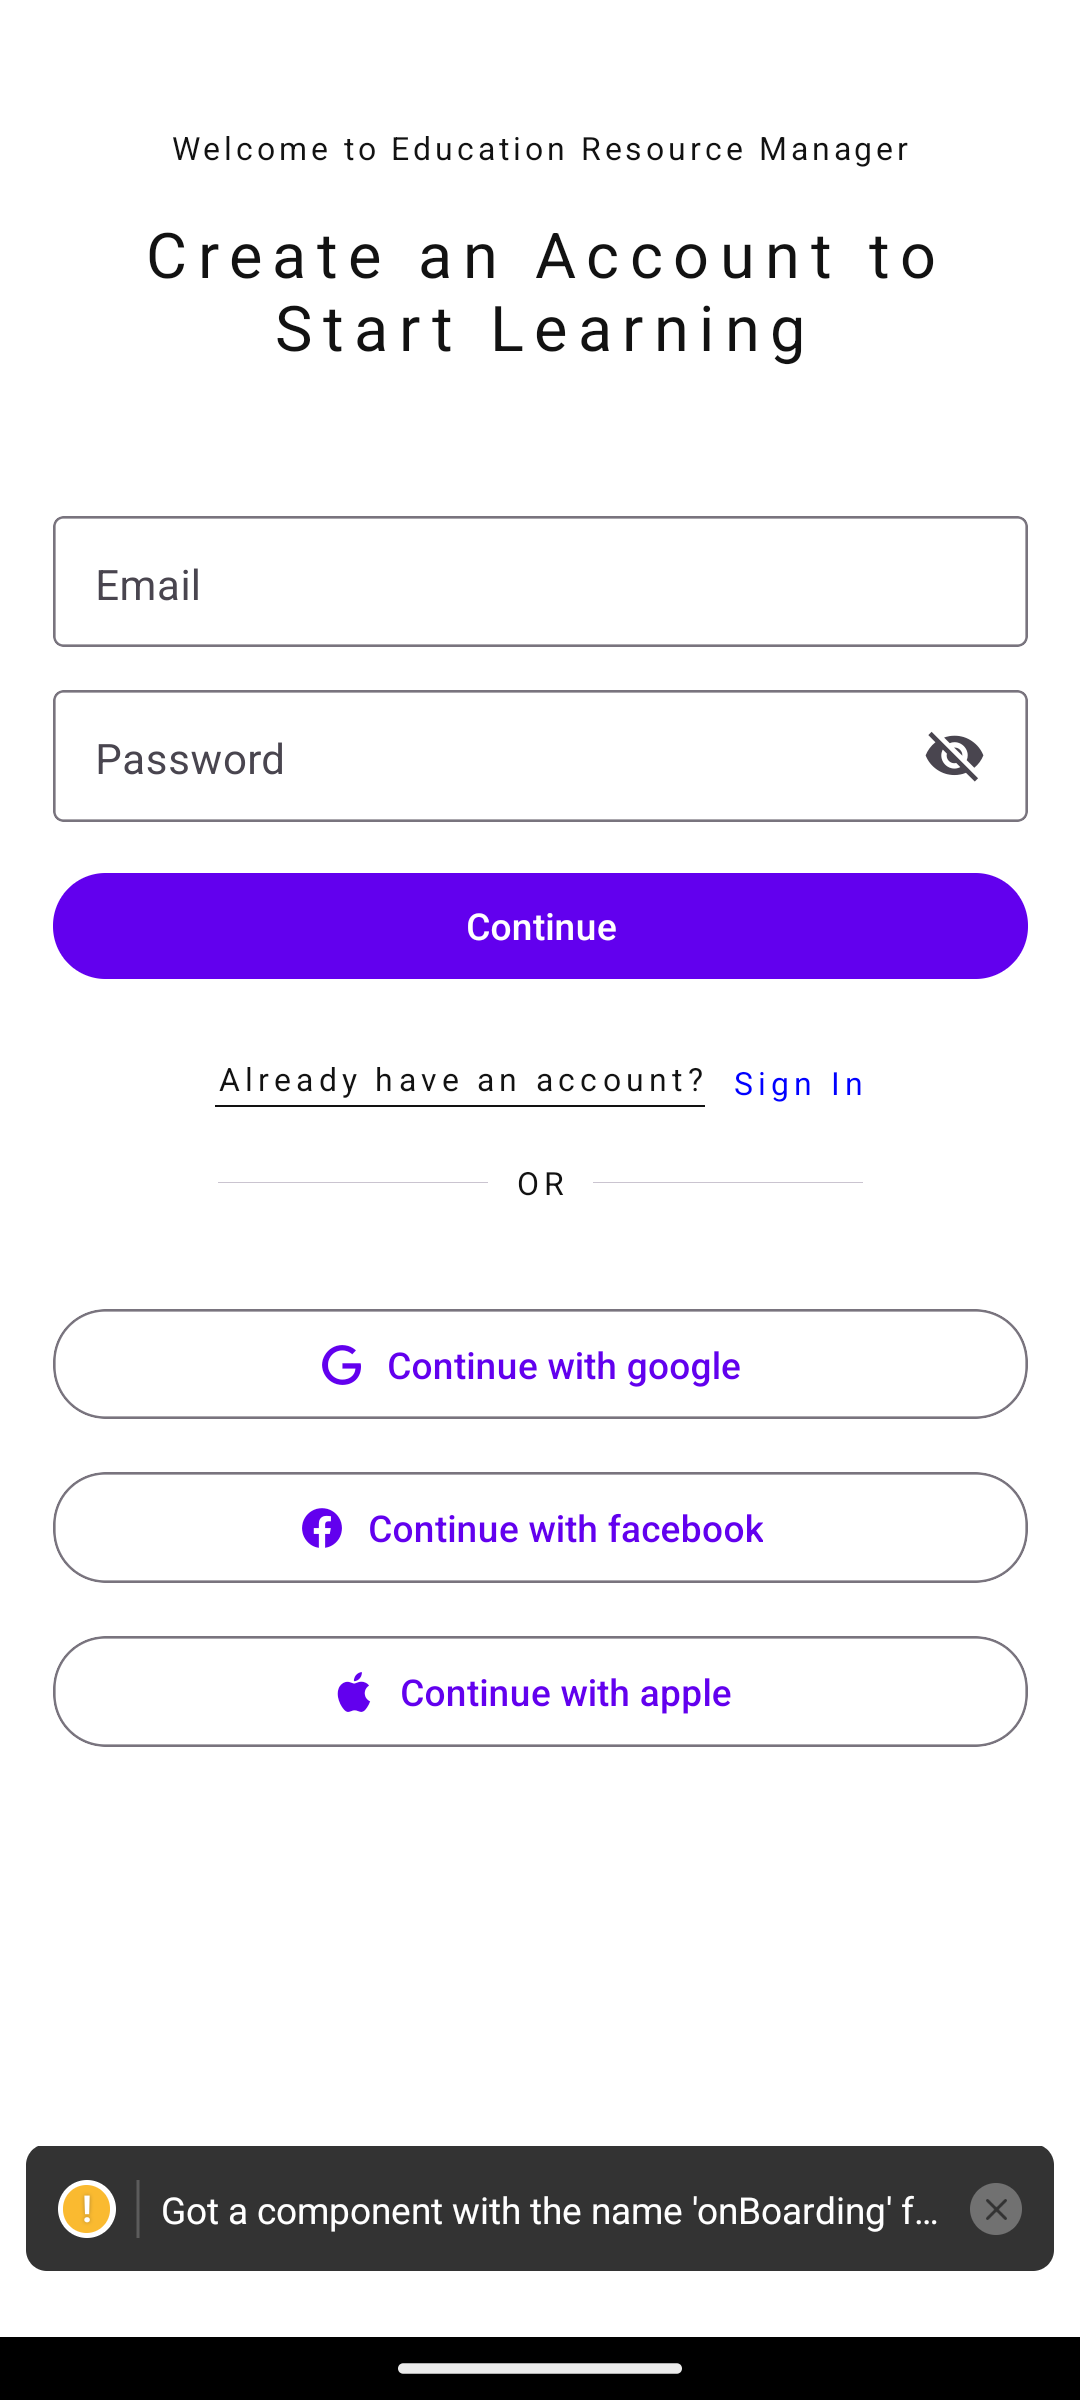 Welcome to Education Resource Manager
Create an Account to
Start Learning
Email
Password
Continue
Already have an account? Sign In
OR
Continue with google
Continue with facebook
Continue with apple
Got a component with the name 'onBoarding' f…